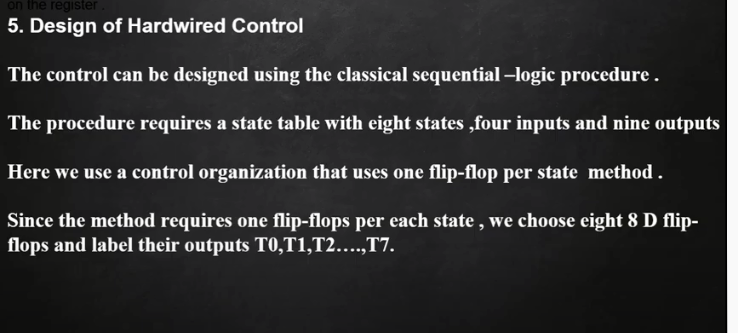 on the register .
5. Design of Hardwired Control
The control can be designed using the classical sequential –logic procedure .
The procedure requires a state table with eight states ,four inputs and nine outputs
Here we use a control organization that uses one flip-flop per state method .
Since the method requires one flip-flops per each state , we choose eight 8 D flip-
flops and label their outputs T0,T1,T2….,T7.